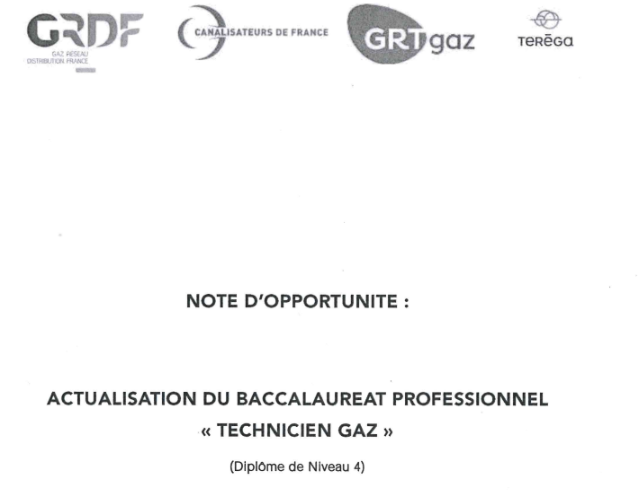 GRDF
GAZ RÉSEAU
DISTRIBUTION FRANCE
CANALISATEURS DE FRANCE
GRTgaz
TERĒGA
NOTE D'OPPORTUNITE :
ACTUALISATION DU BACCALAUREAT PROFESSIONNEL
« TECHNICIEN GAZ »
(Diplôme de Niveau 4)